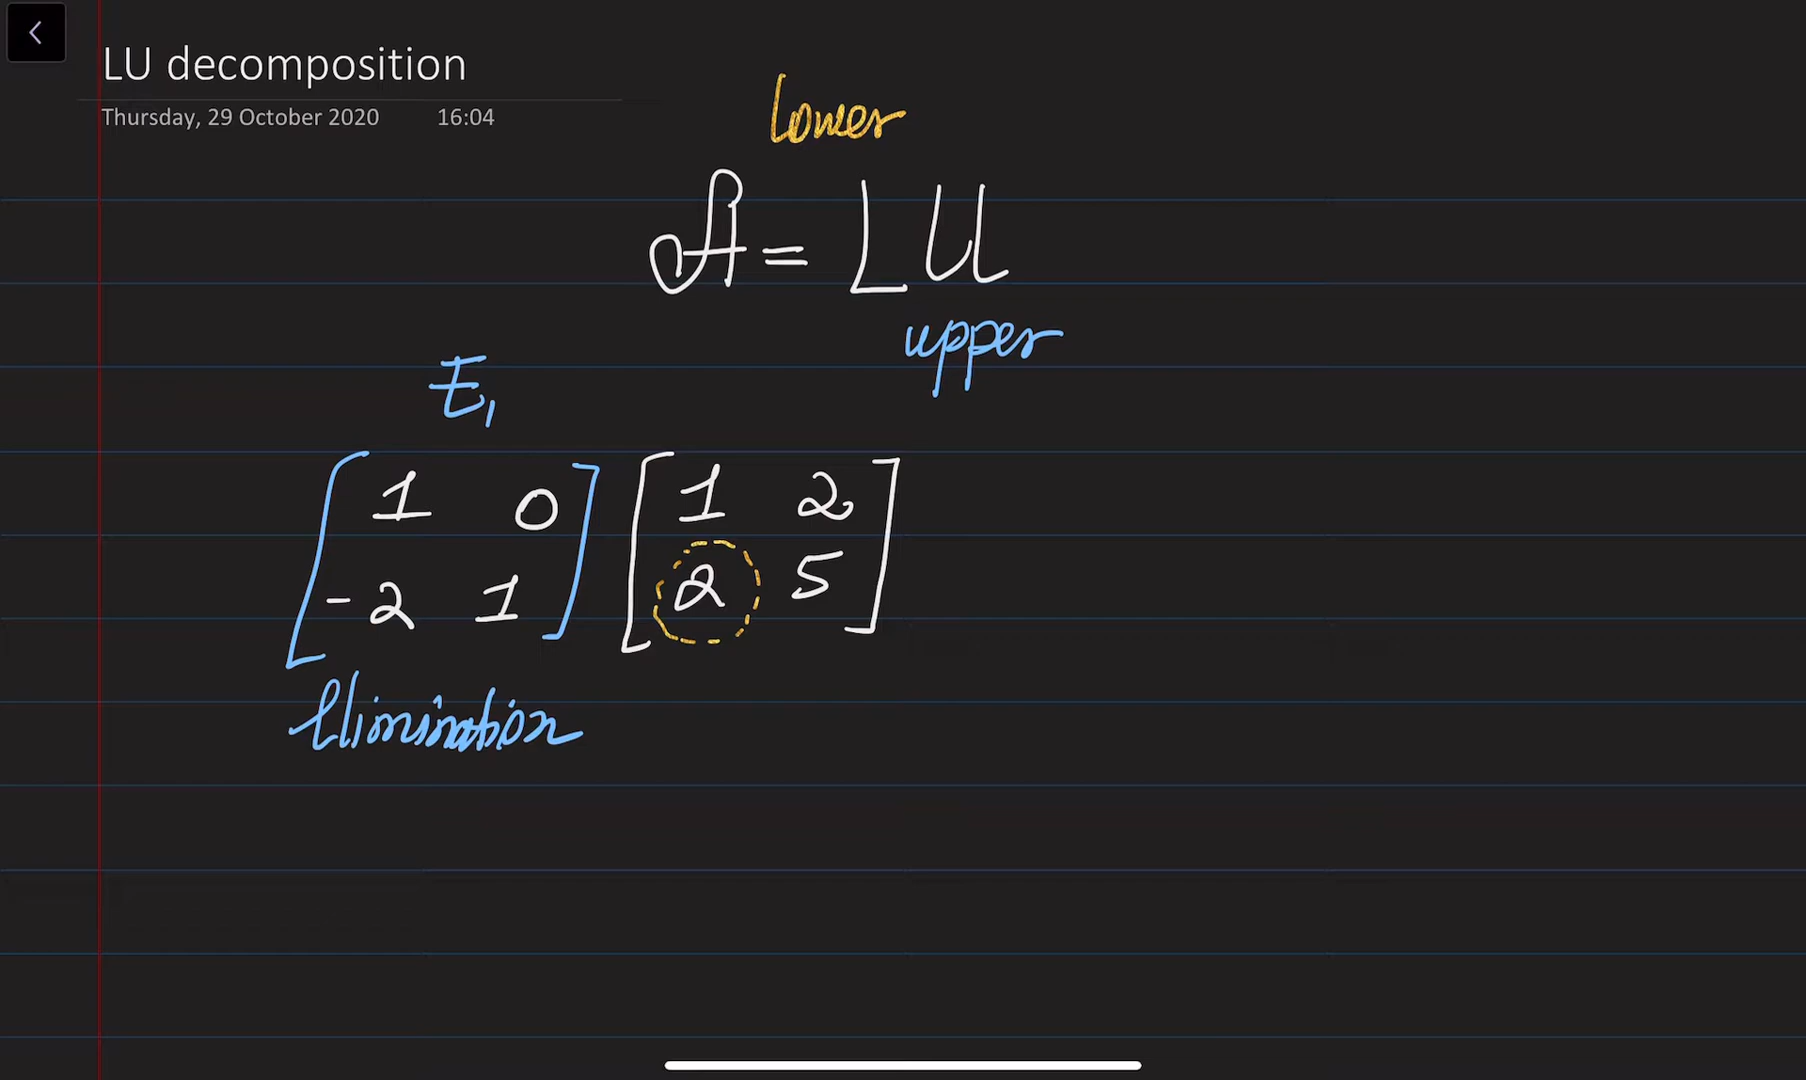 LU decomposition
Thursday, 29 October 2020 16:04
lower
A = LU
upper
E₁
[1 0] [1 2]
[-2 1] [2 5]
Elimination